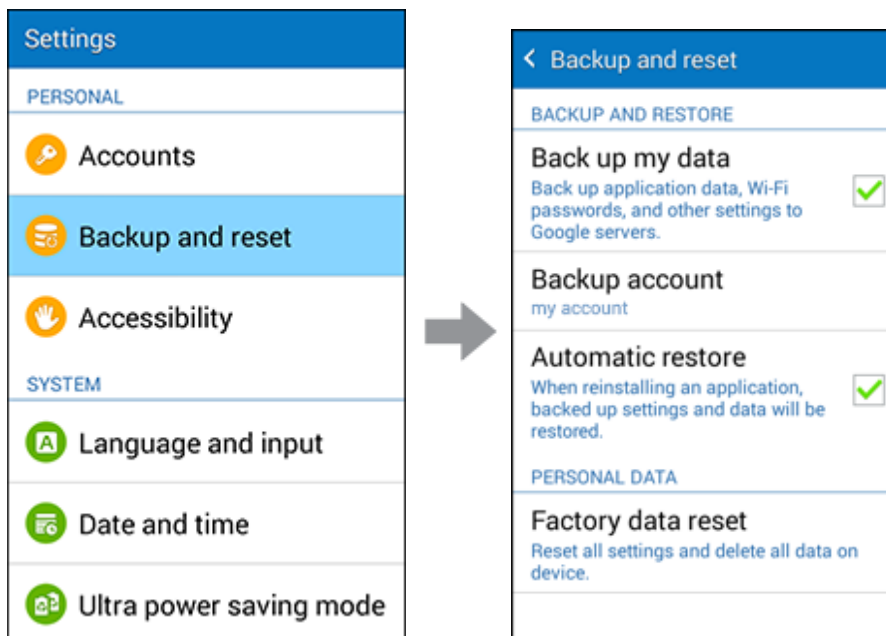 Settings
PERSONAL
Accounts
Backup and reset
Accessibility
SYSTEM
Language and input
Date and time
Ultra power saving mode
Backup and reset
BACKUP AND RESTORE
Back up my data
Back up application data, Wi-Fi
passwords, and other settings to
Google servers.
Backup account
my account
Automatic restore
When reinstalling an application,
backed up settings and data will be
restored.
PERSONAL DATA
Factory data reset
Reset all settings and delete all data on
device.